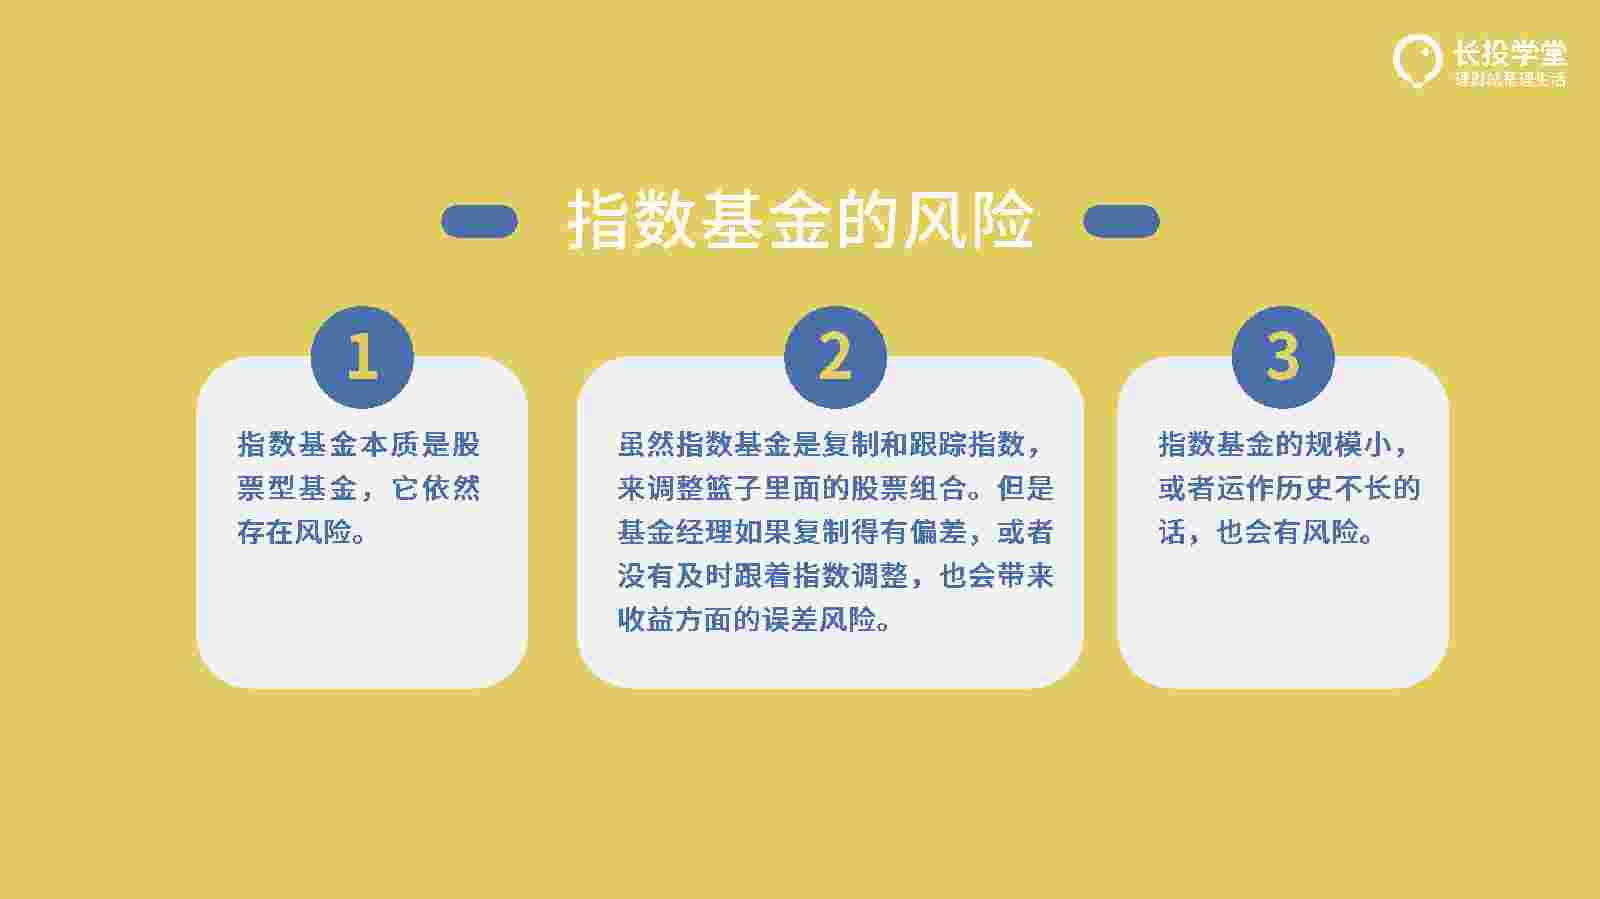 长投学堂
理财就是理生活
指数基金的风险
1
指数基金本质是股
票型基金，它依然
存在风险。
2
虽然指数基金是复制和跟踪指数，
来调整篮子里面的股票组合。但是
基金经理如果复制得有偏差，或者
没有及时跟着指数调整，也会带来
收益方面的误差风险。
3
指数基金的规模小，
或者运作历史不长的
话，也会有风险。